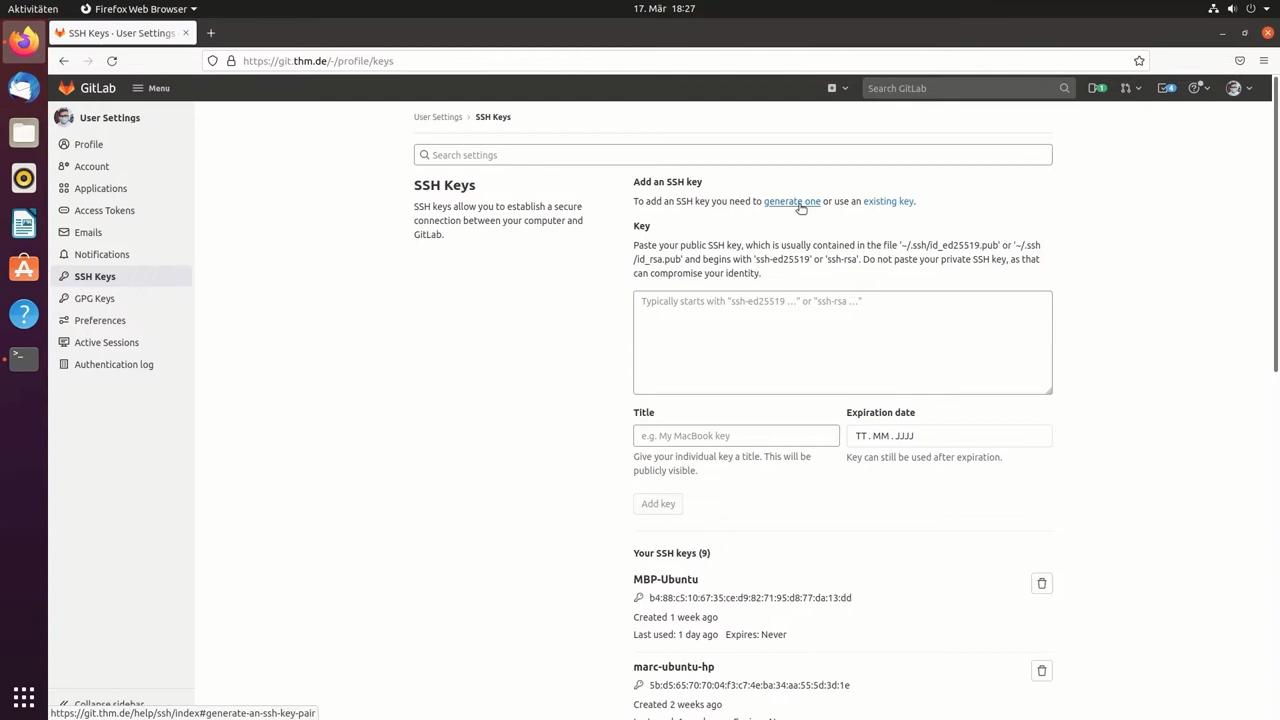 Aktivitäten
Firefox Web Browser
17. Mär 18:27
SSH Keys · User Settings
https://git.thm.de/-/profile/keys
GitLab
Menu
Search GitLab
1
4
User Settings
Profile
Account
Applications
Access Tokens
Emails
Notifications
SSH Keys
GPG Keys
Preferences
Active Sessions
Authentication log
Collapse sidebar
User Settings › SSH Keys
Search settings
SSH Keys
SSH keys allow you to establish a secure
connection between your computer and
GitLab.
Add an SSH key
To add an SSH key you need to generate one or use an existing key.
Key
Paste your public SSH key, which is usually contained in the file '~/.ssh/id_ed25519.pub' or '~/.ssh
/id_rsa.pub' and begins with 'ssh-ed25519' or 'ssh-rsa'. Do not paste your private SSH key, as that
can compromise your identity.
Typically starts with "ssh-ed25519 …" or "ssh-rsa …"
Title
Expiration date
e.g. My MacBook key
TT . MM . JJJJ
Give your individual key a title. This will be
publicly visible.
Key can still be used after expiration.
Add key
Your SSH keys (9)
MBP-Ubuntu
b4:88:c5:10:67:35:ce:d9:82:71:95:d8:77:da:13:dd
Created 1 week ago
Last used: 1 day ago Expires: Never
marc-ubuntu-hp
5b:d5:65:70:70:04:f3:c7:4e:ba:34:aa:55:5d:3d:1e
Created 2 weeks ago
https://git.thm.de/help/ssh/index#generate-an-ssh-key-pair